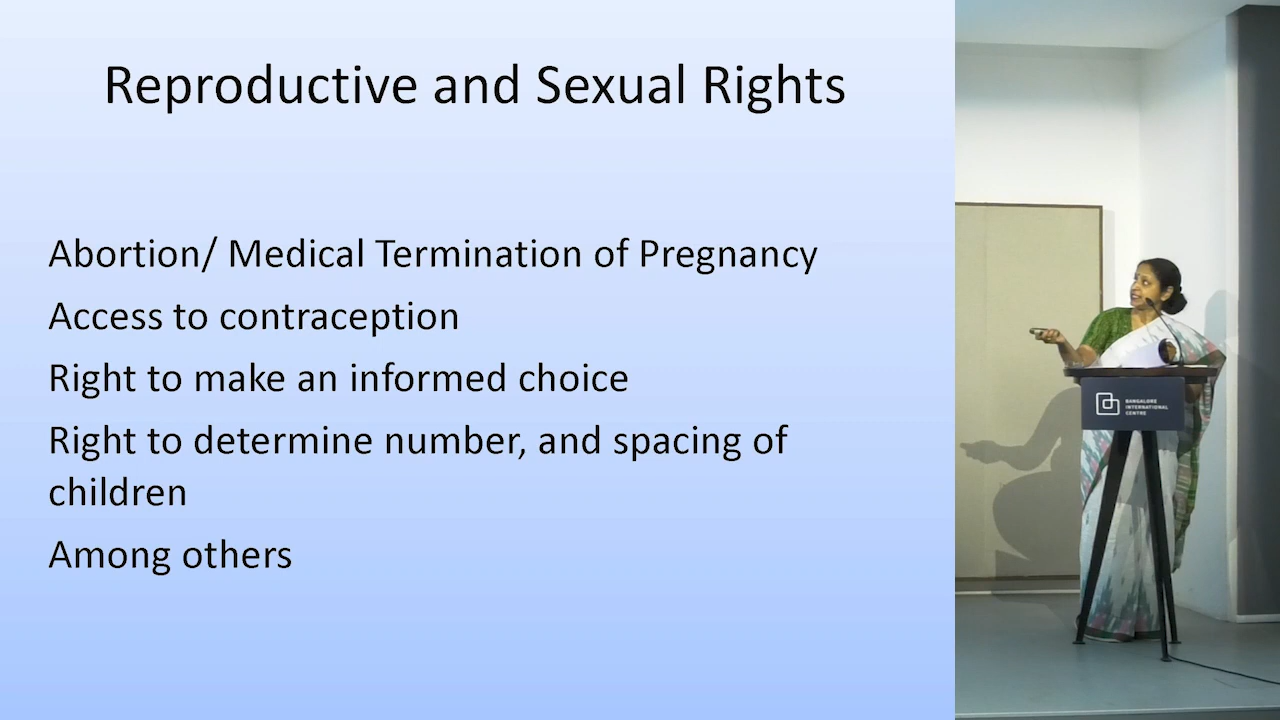 Reproductive and Sexual Rights
Abortion/ Medical Termination of Pregnancy
Access to contraception
Right to make an informed choice
Right to determine number, and spacing of
children
Among others
BANGALORE
INTERNATIONAL
CENTRE